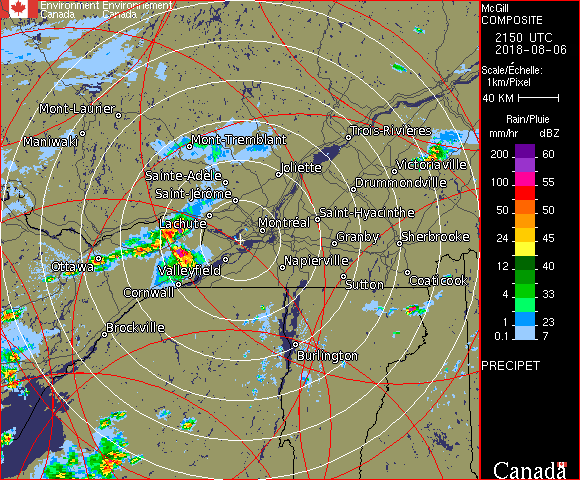 Environment Environnement
Canada Canada
McGill
COMPOSITE
2150 UTC
2018-08-06
Scale/Échelle:
1km/Pixel
40 KM
Rain/Pluie
mm/hr dBZ
200 60
100 55
50 50
24 45
12 40
4 33
1 23
0.1 7
PRECIPET
Canada
Mont-Laurier
Maniwaki
Mont-Tremblant
Trois-Rivières
Joliette
Victoriaville
Sainte-Adèle
Drummondville
Saint-Jérôme
Lachute
Montréal
Saint-Hyacinthe
Granby
Sherbrooke
Ottawa
Valleyfield
Napierville
Coaticook
Cornwall
Sutton
Brockville
Burlington